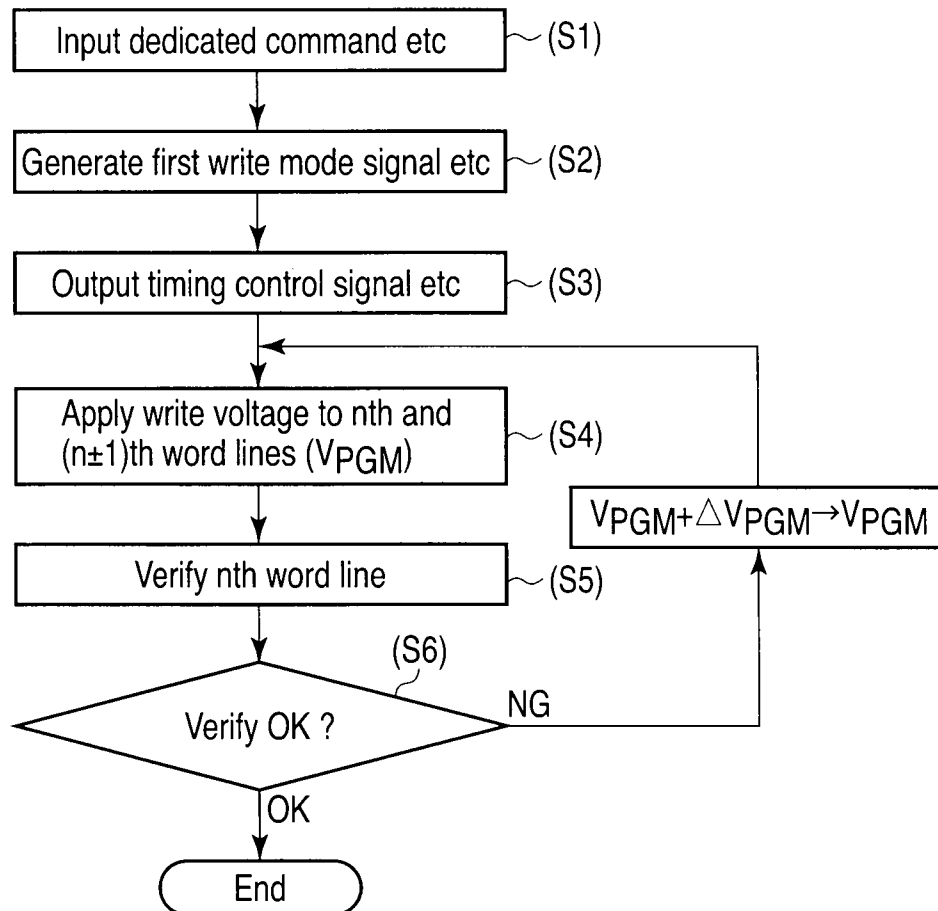 Input dedicated command etc
(S1)
Generate first write mode signal etc
(S2)
Output timing control signal etc
(S3)
Apply write voltage to nth and
(n±1)th word lines (VPGM)
(S4)
VPGM+△VPGM→VPGM
Verify nth word line
(S5)
(S6)
Verify OK ?
NG
OK
End